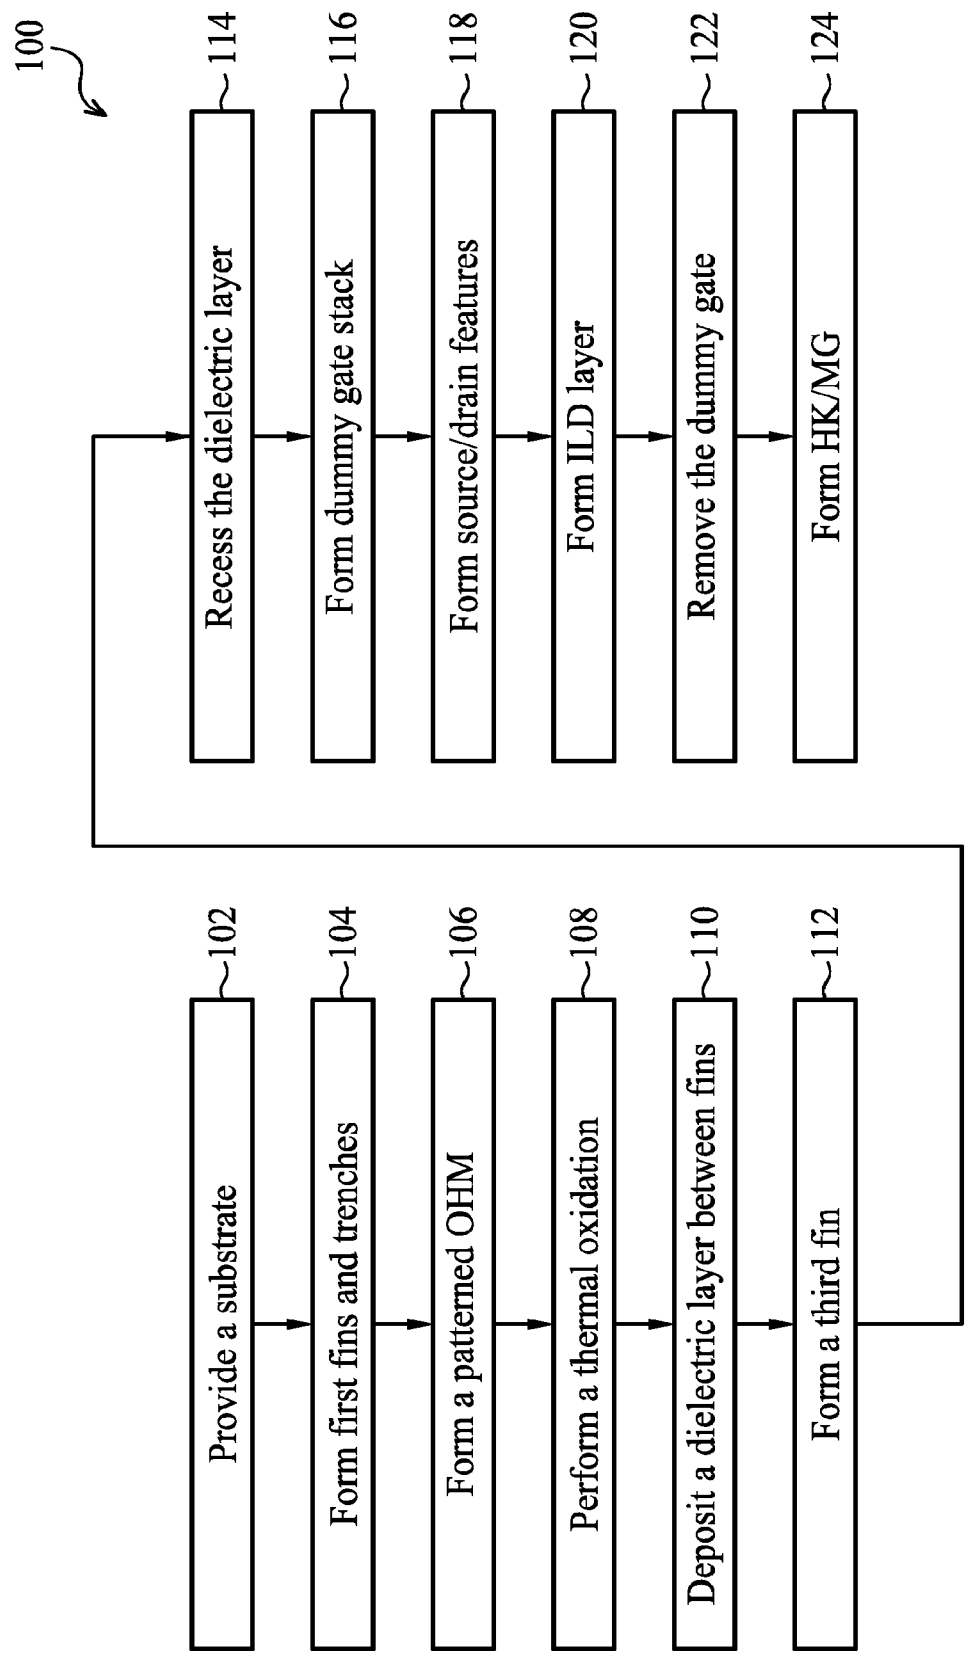 100
Provide a substrate
102
Form first fins and trenches
104
Form a patterned OHM
106
Perform a thermal oxidation
108
Deposit a dielectric layer between fins
110
Form a third fin
112
Recess the dielectric layer
114
Form dummy gate stack
116
Form source/drain features
118
Form ILD layer
120
Remove the dummy gate
122
Form HK/MG
124